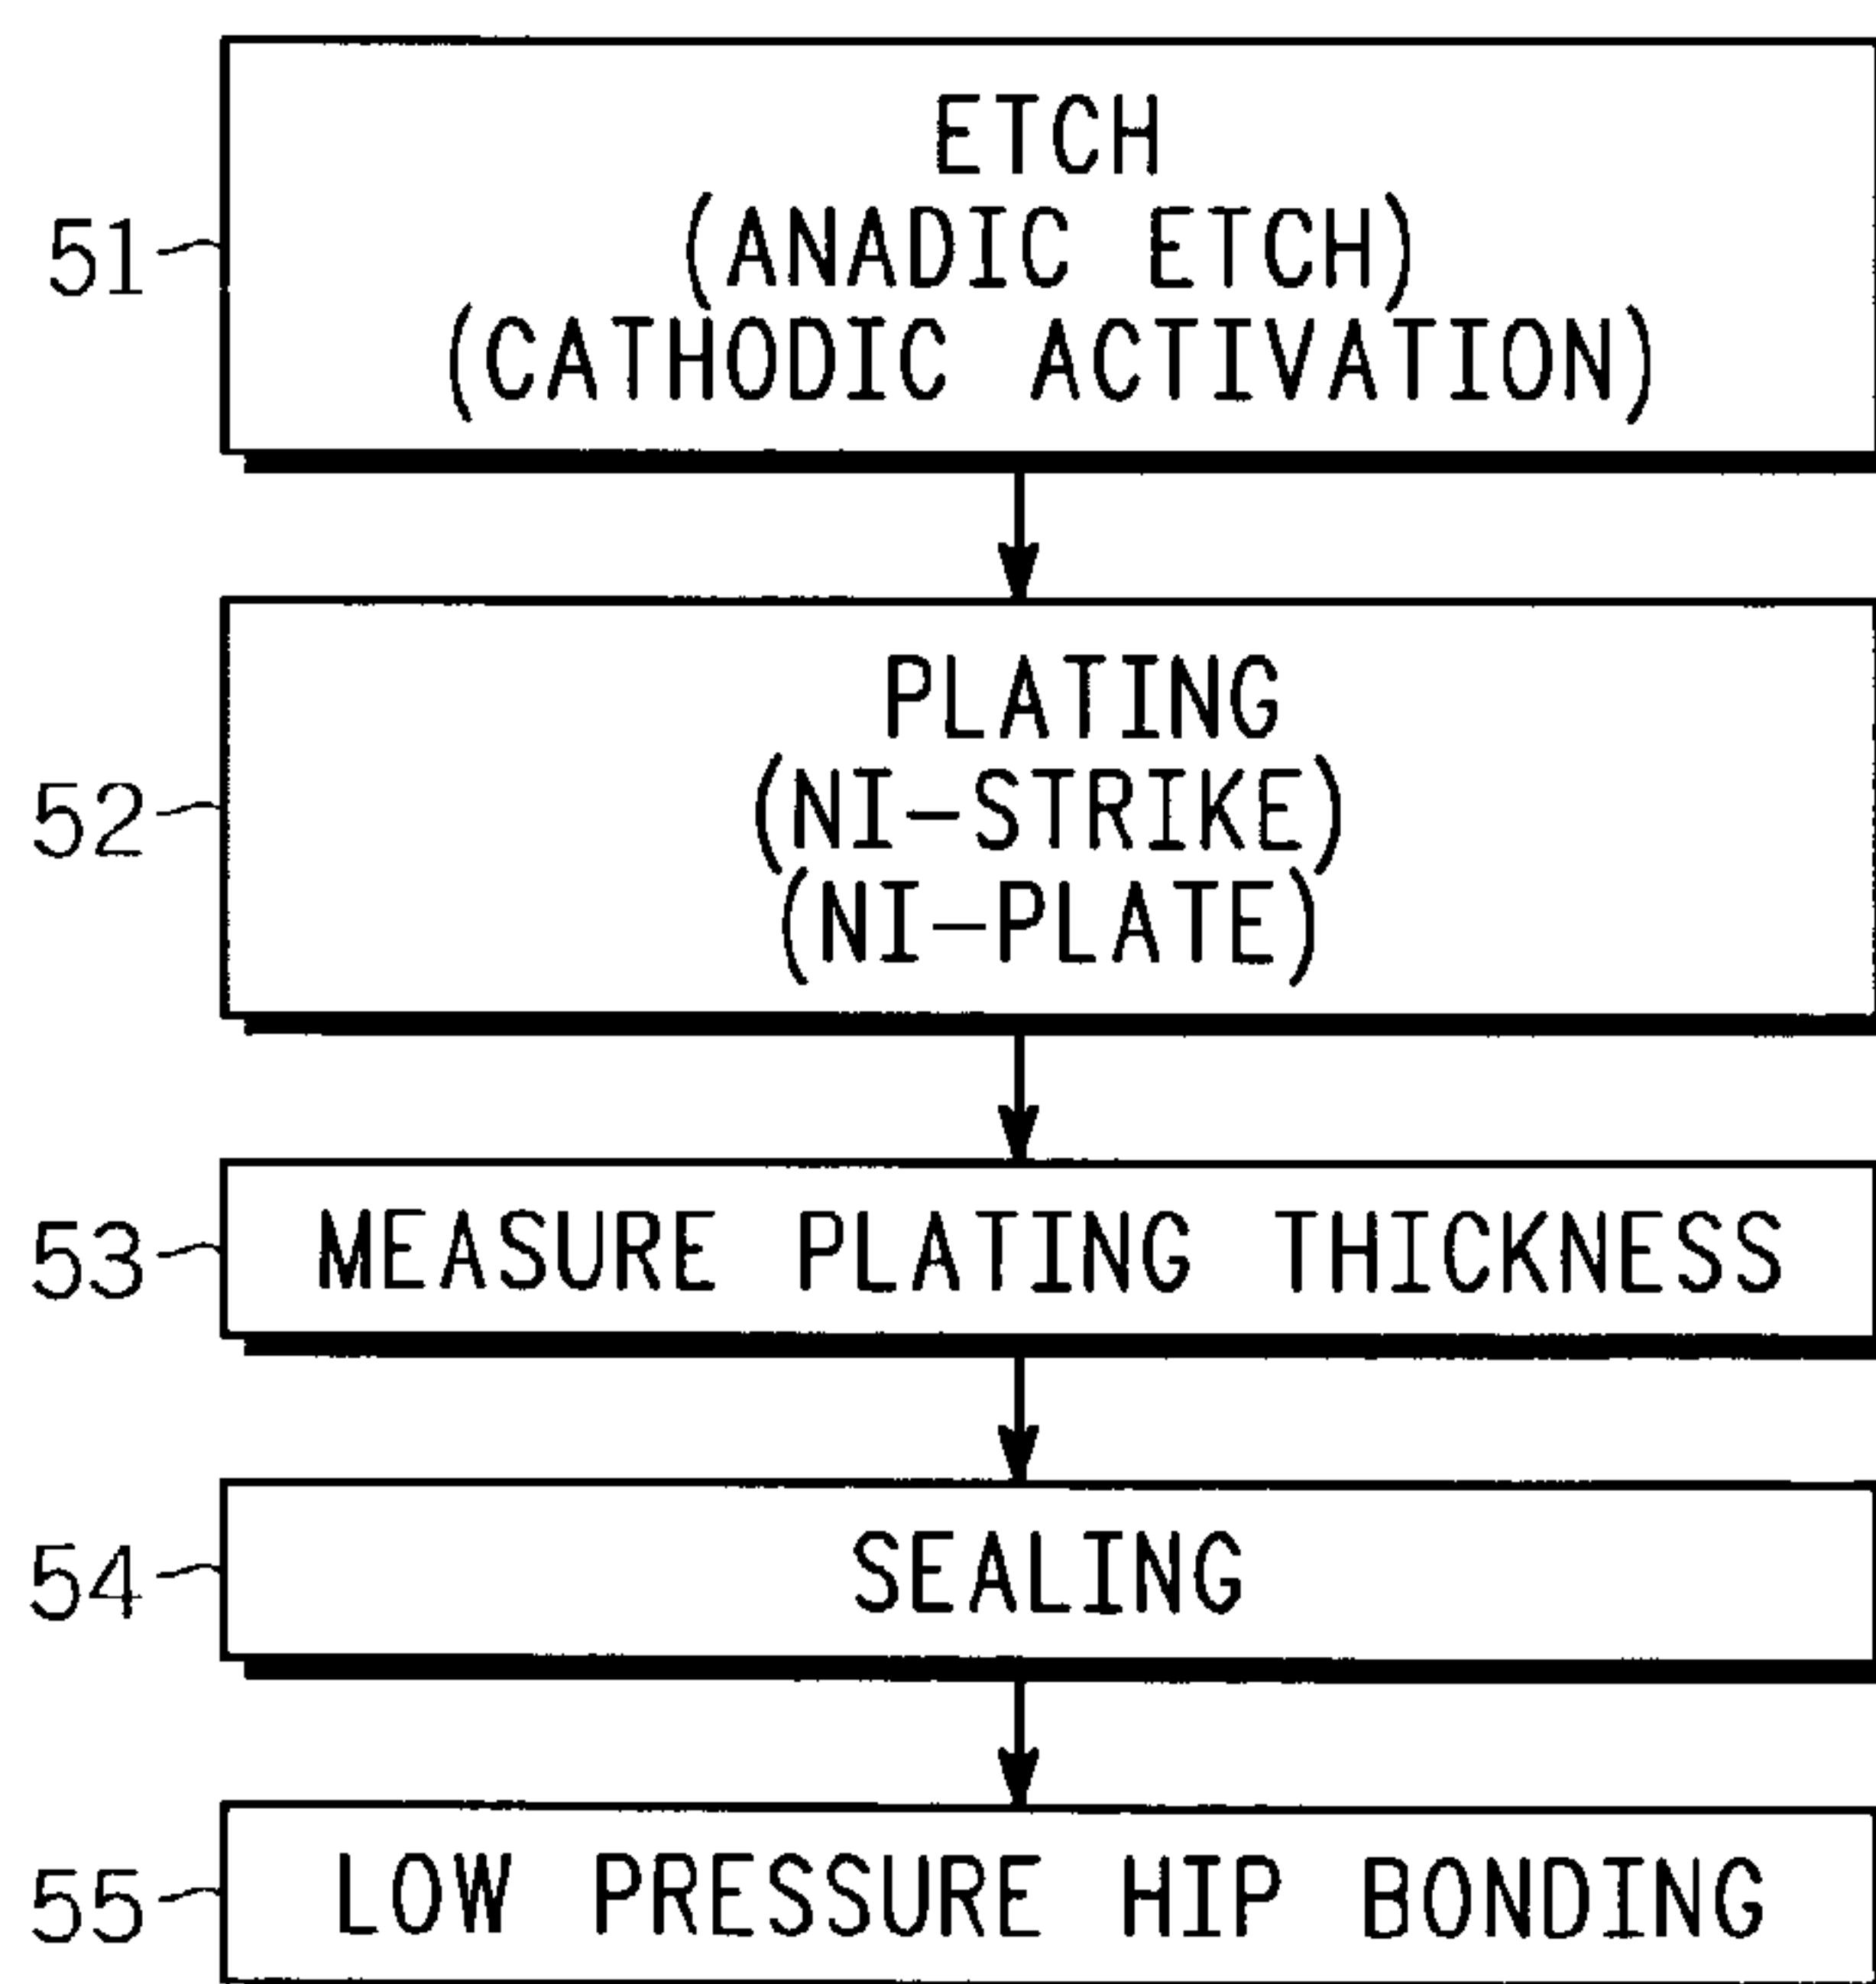 ETCH
(ANADIC ETCH)
51
(CATHODIC ACTIVATION)
PLATING
(NI-STRIKE)
52
(NI-PLATE)
53 MEASURE PLATING THICKNESS
54 SEALING
55 LOW PRESSURE HIP BONDING